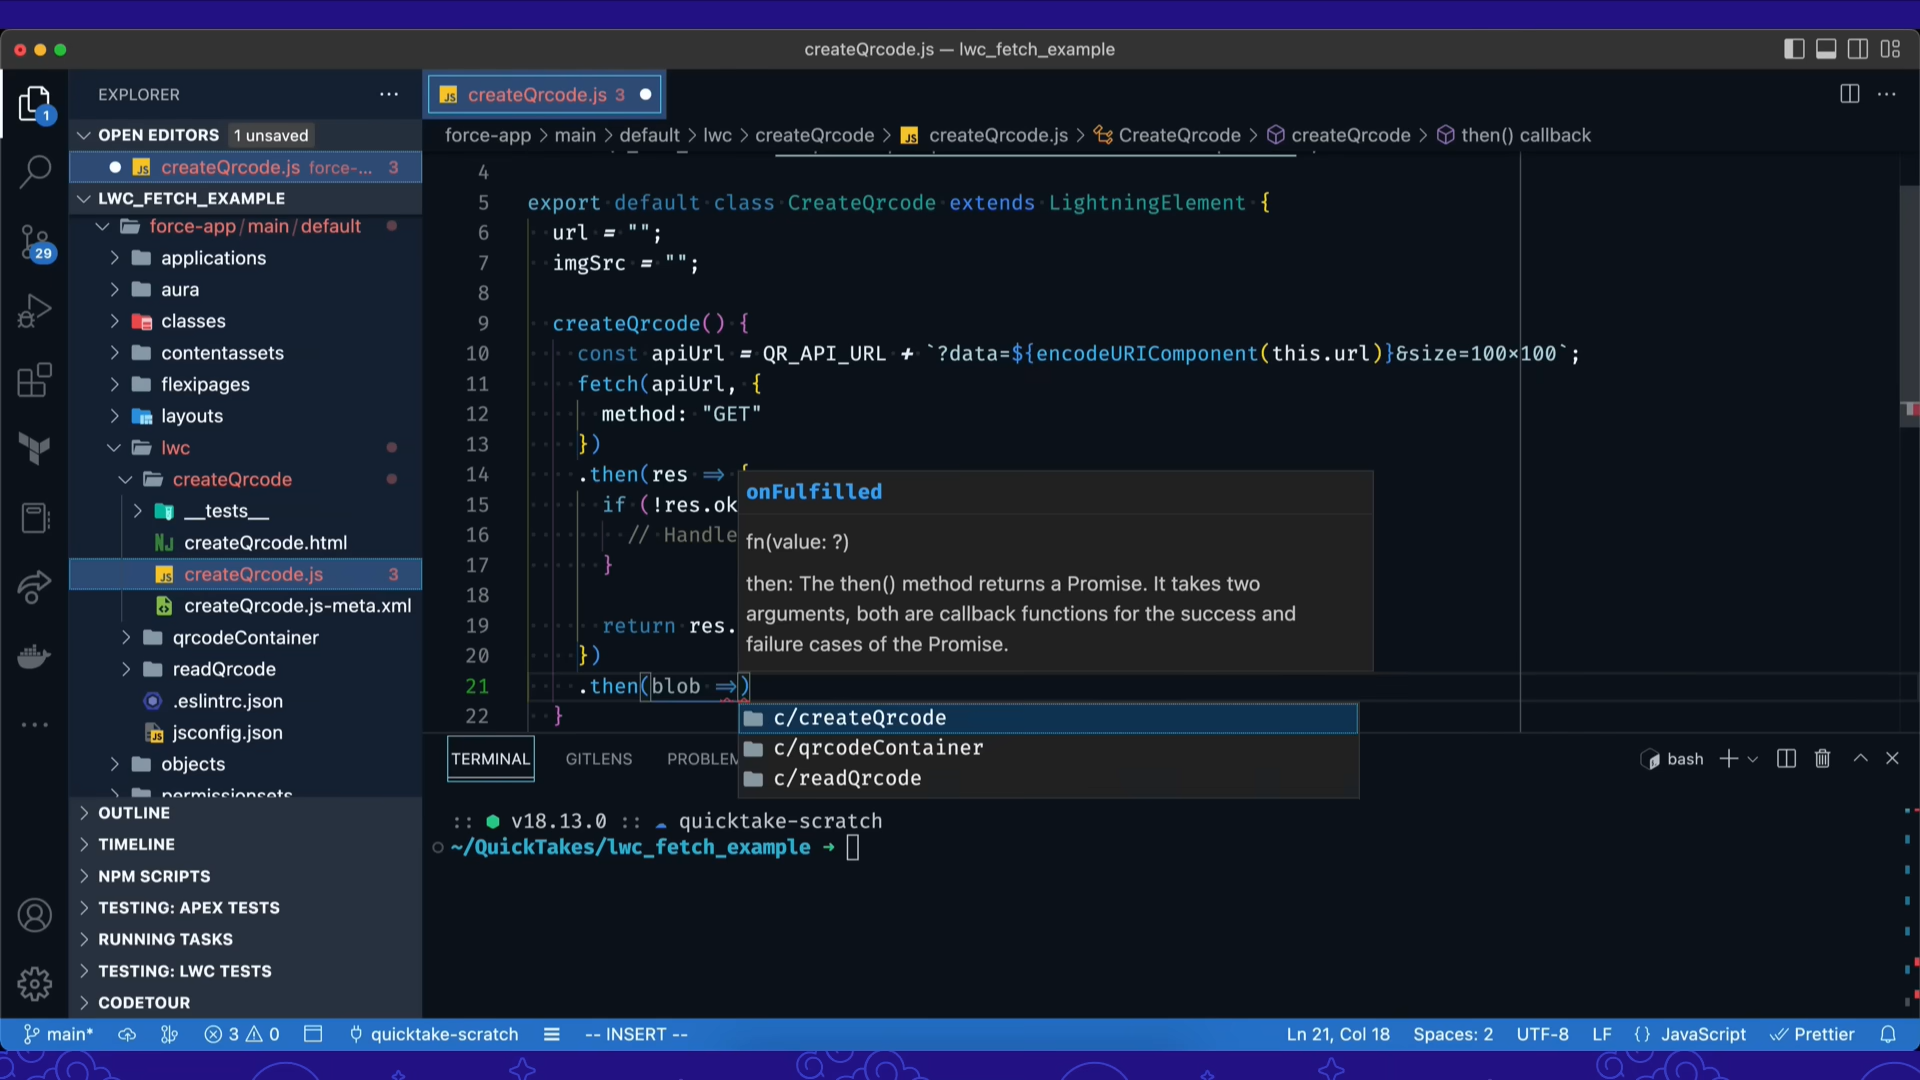 createQrcode.js — lwc_fetch_example
1
EXPLORER
createQrcode.js 3
OPEN EDITORS 1 unsaved
force-app > main > default > lwc > createQrcode > createQrcode.js > CreateQrcode > createQrcode > then() callback
createQrcode.js force-... 3
LWC_FETCH_EXAMPLE
force-app/main/default
29
applications
aura
classes
contentassets
flexipages
layouts
lwc
createQrcode
__tests__
createQrcode.html
createQrcode.js 3
createQrcode.js-meta.xml
qrcodeContainer
readQrcode
.eslintrc.json
jsconfig.json
objects
permissionsets
OUTLINE
TIMELINE
NPM SCRIPTS
TESTING: APEX TESTS
RUNNING TASKS
TESTING: LWC TESTS
CODETOUR
4
5 export default class CreateQrcode extends LightningElement {
6 url = "";
7 imgSrc = "";
8
9 createQrcode() {
10 const apiUrl = QR_API_URL + `?data=${encodeURIComponent(this.url)}&size=100×100`;
11 fetch(apiUrl, {
12 method: "GET"
13 })
14 .then(res ⇒ {
15 if (!res.ok
16 // Handle
17 }
18
19 return res.
20 })
21 .then(blob ⇒)
22 }
onFulfilled
fn(value: ?)
then: The then() method returns a Promise. It takes two
arguments, both are callback functions for the success and
failure cases of the Promise.
c/createQrcode
c/qrcodeContainer
c/readQrcode
TERMINAL GITLENS PROBLEM bash
:: v18.13.0 :: quicktake-scratch
~/QuickTakes/lwc_fetch_example ➜
main* 3 0 quicktake-scratch -- INSERT -- Ln 21, Col 18 Spaces: 2 UTF-8 LF {} JavaScript Prettier